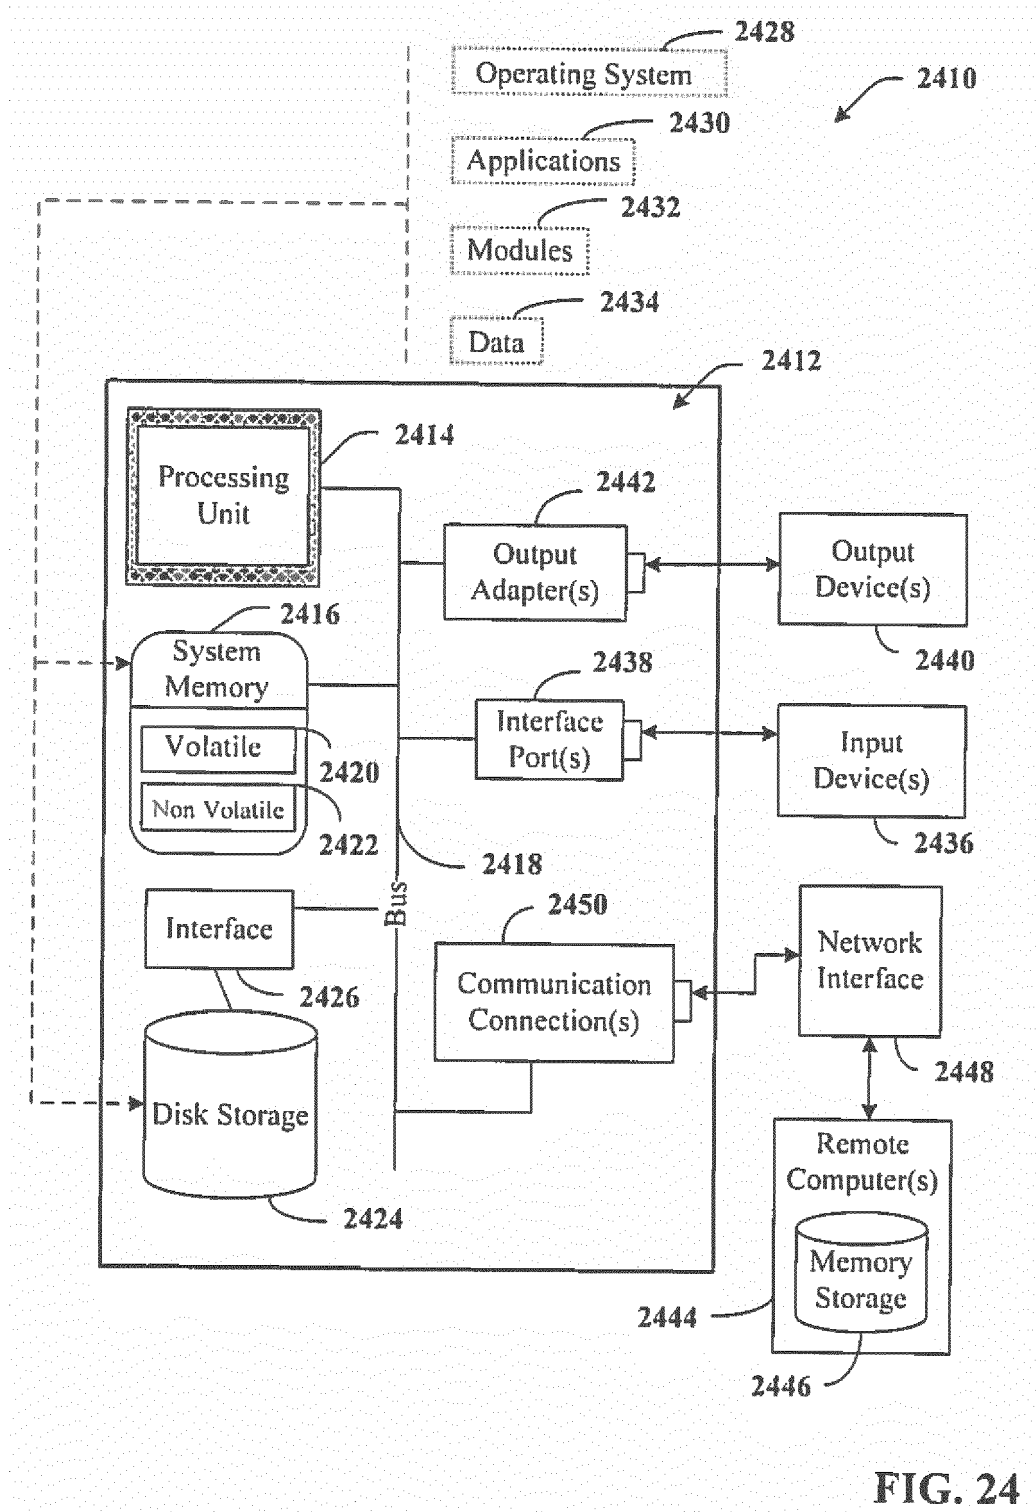 2428
Operating System
2410
2430
Applications
2432
Modules
2434
Data
2412
2414
Processing
Unit
2442
Output
Adapter(s)
Output
Device(s)
2440
2416
System
Memory
Volatile
2420
Non Volatile
2422
2438
Interface
Port(s)
Input
Device(s)
2436
2418
Bus
Interface
2426
2450
Communication
Connection(s)
Network
Interface
2448
Disk Storage
2424
Remote
Computer(s)
Memory
Storage
2444
2446
FIG. 24